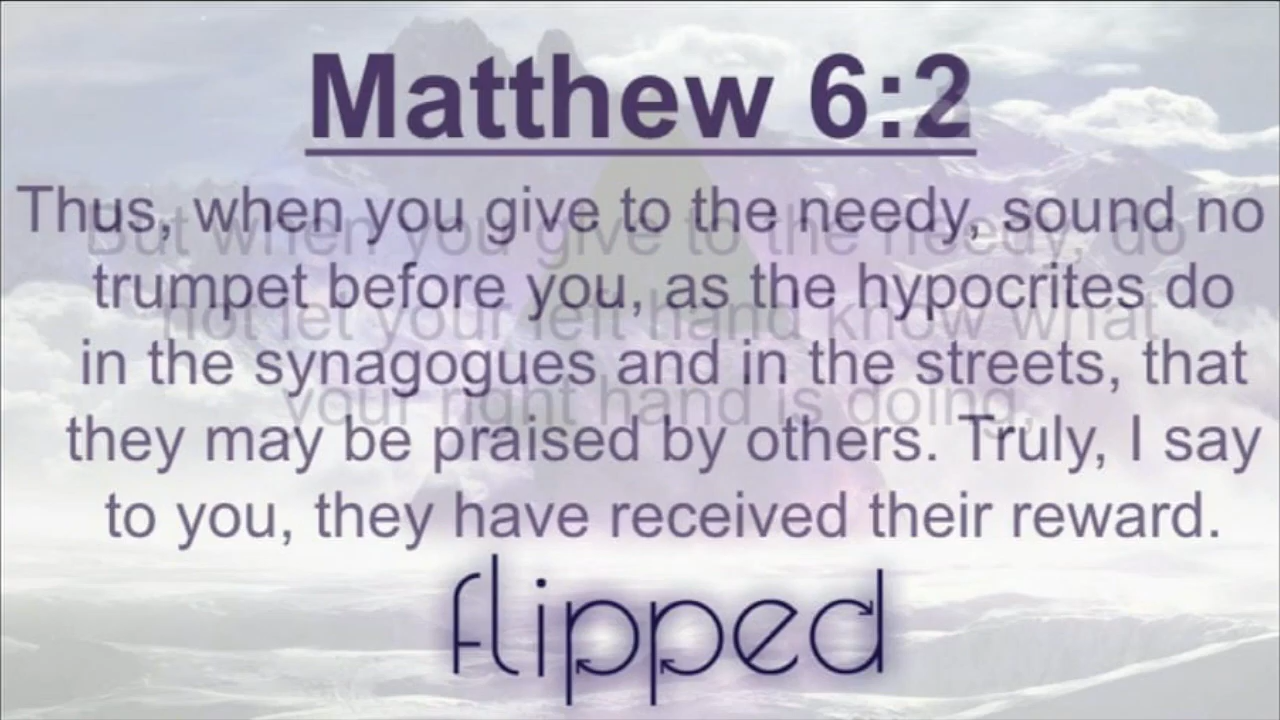 Matthew 6:2
Thus, when you give to the needy, sound no
trumpet before you, as the hypocrites do
in the synagogues and in the streets, that
they may be praised by others. Truly, I say
to you, they have received their reward.
But when you give to the needy, do
not let your left hand know what
your right hand is doing,
flipped